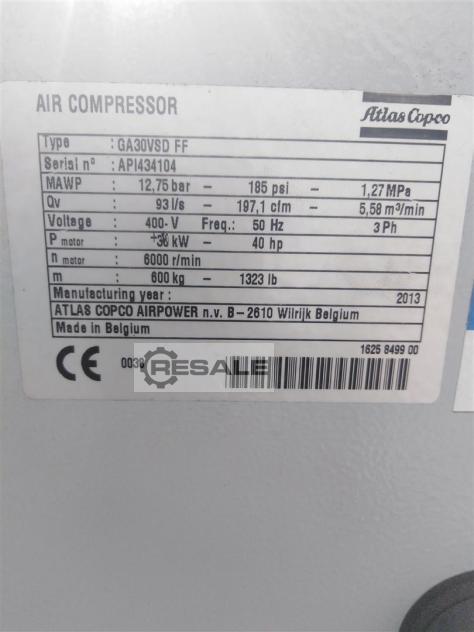 AIR COMPRESSOR
Atlas Copco
Type : GA30VSD FF
Serial n° : API434104
MAWP : 12,75 bar – 185 psi – 1,27 MPa
Qv : 93 l/s – 197,1 cfm – 5,58 m³/min
Voltage : 400- V Freq.: 50 Hz 3 Ph
P motor : kW – 40 hp
n motor : 6000 r/min
m : 600 kg – 1323 lb
Manufacturing year : 2013
ATLAS COPCO AIRPOWER n.v. B – 2610 Wilrijk Belgium
Made in Belgium
1625 8499 00
CE
RESALE